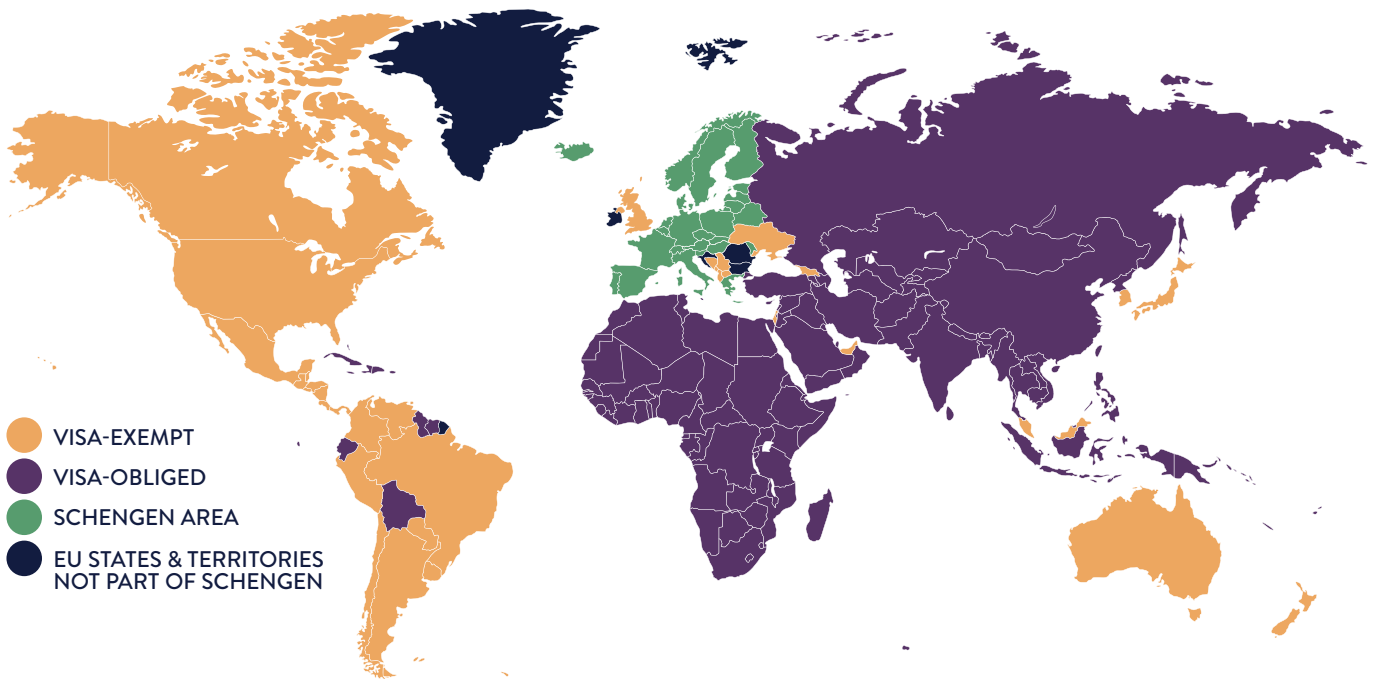 VISA-EXEMPT
VISA-OBLIGED
SCHENGEN AREA
EU STATES & TERRITORIES
NOT PART OF SCHENGEN